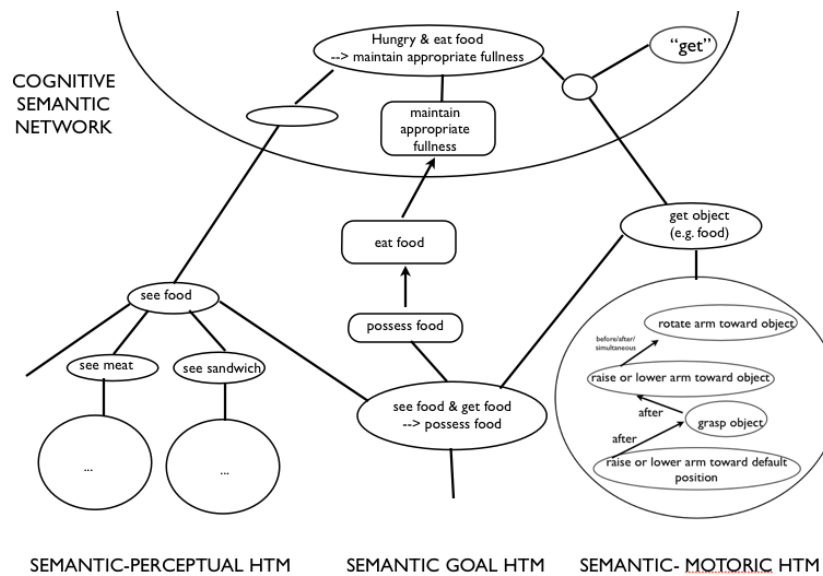 Hungry & eat food
--> maintain appropriate fullness
“get”
COGNITIVE
SEMANTIC
NETWORK
maintain
appropriate
fullness
get object
(e.g. food)
eat food
see food
possess food
rotate arm toward object
before/after/
simultaneous
see meat
see sandwich
raise or lower arm toward object
see food & get food
--> possess food
after
grasp object
after
raise or lower arm toward default
position
...
...
SEMANTIC-PERCEPTUAL HTM
SEMANTIC GOAL HTM
SEMANTIC- MOTORIC HTM